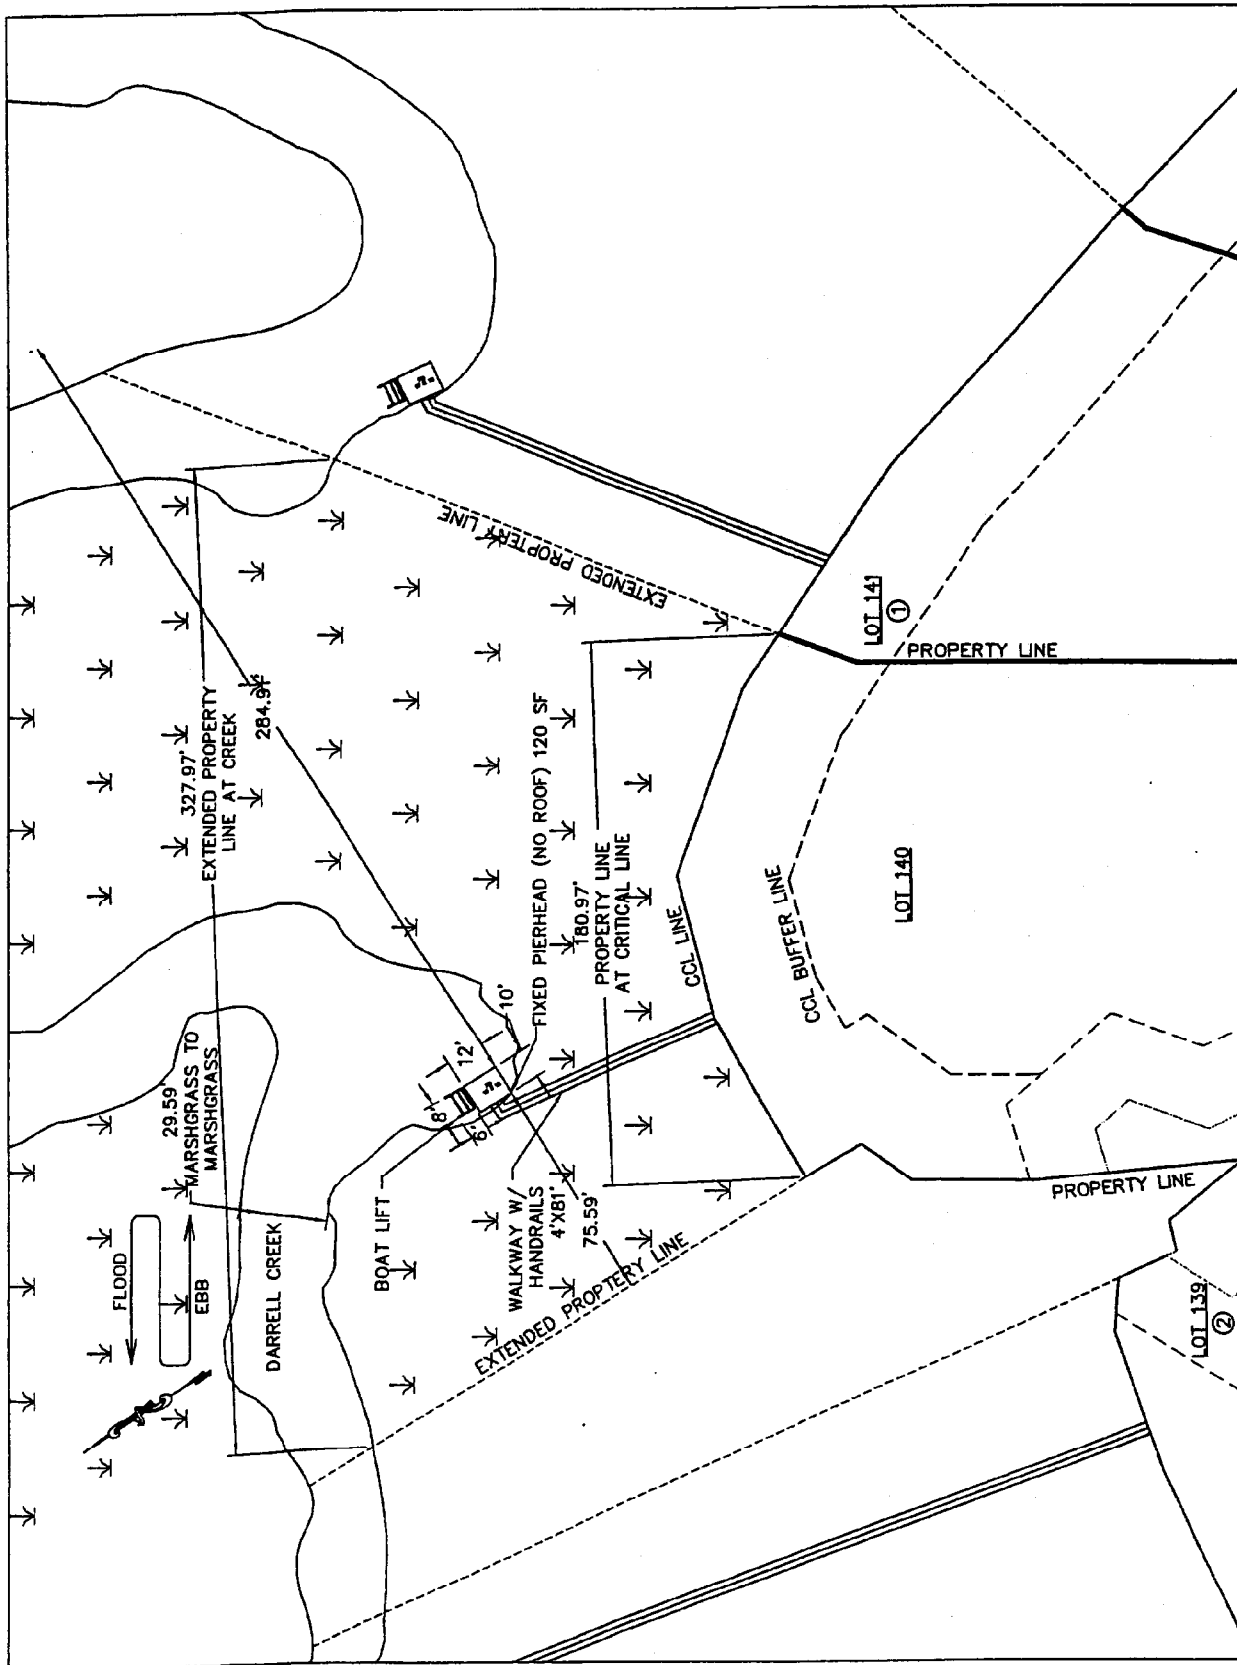 FLOOD
EBB
29.59'
MARSHGRASS TO
MARSHGRASS
327.97'
EXTENDED PROPERTY
LINE AT CREEK
284.97'
DARRELL CREEK
BOAT LIFT
8'
6'
12'
10'
WALKWAY W/
HANDRAILS
4'X81'
75.59'
FIXED PIERHEAD (NO ROOF) 120 SF
180.97'
PROPERTY LINE
AT CRITICAL LINE
EXTENDED PROPTERY LINE
EXTENDED PROPTERY LINE
CCL LINE
CCL BUFFER LINE
LOT 141
1
PROPERTY LINE
LOT 140
PROPERTY LINE
LOT 139
2